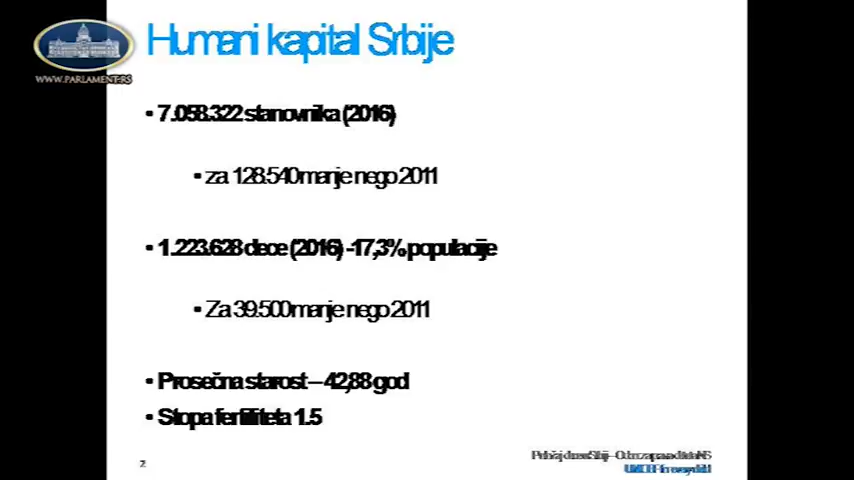 Humani kapital Srbije
WWW.PARLAMENT.RS
• 7.058.322 stanovnika (2016)
• za 128.540 manje nego 2011
• 1.223.628 dece (2016) - 17,3% populacije
• Za 39.500 manje nego 2011
• Prosečna starost – 42,88 god
• Stopa fertiliteta 1.5
2